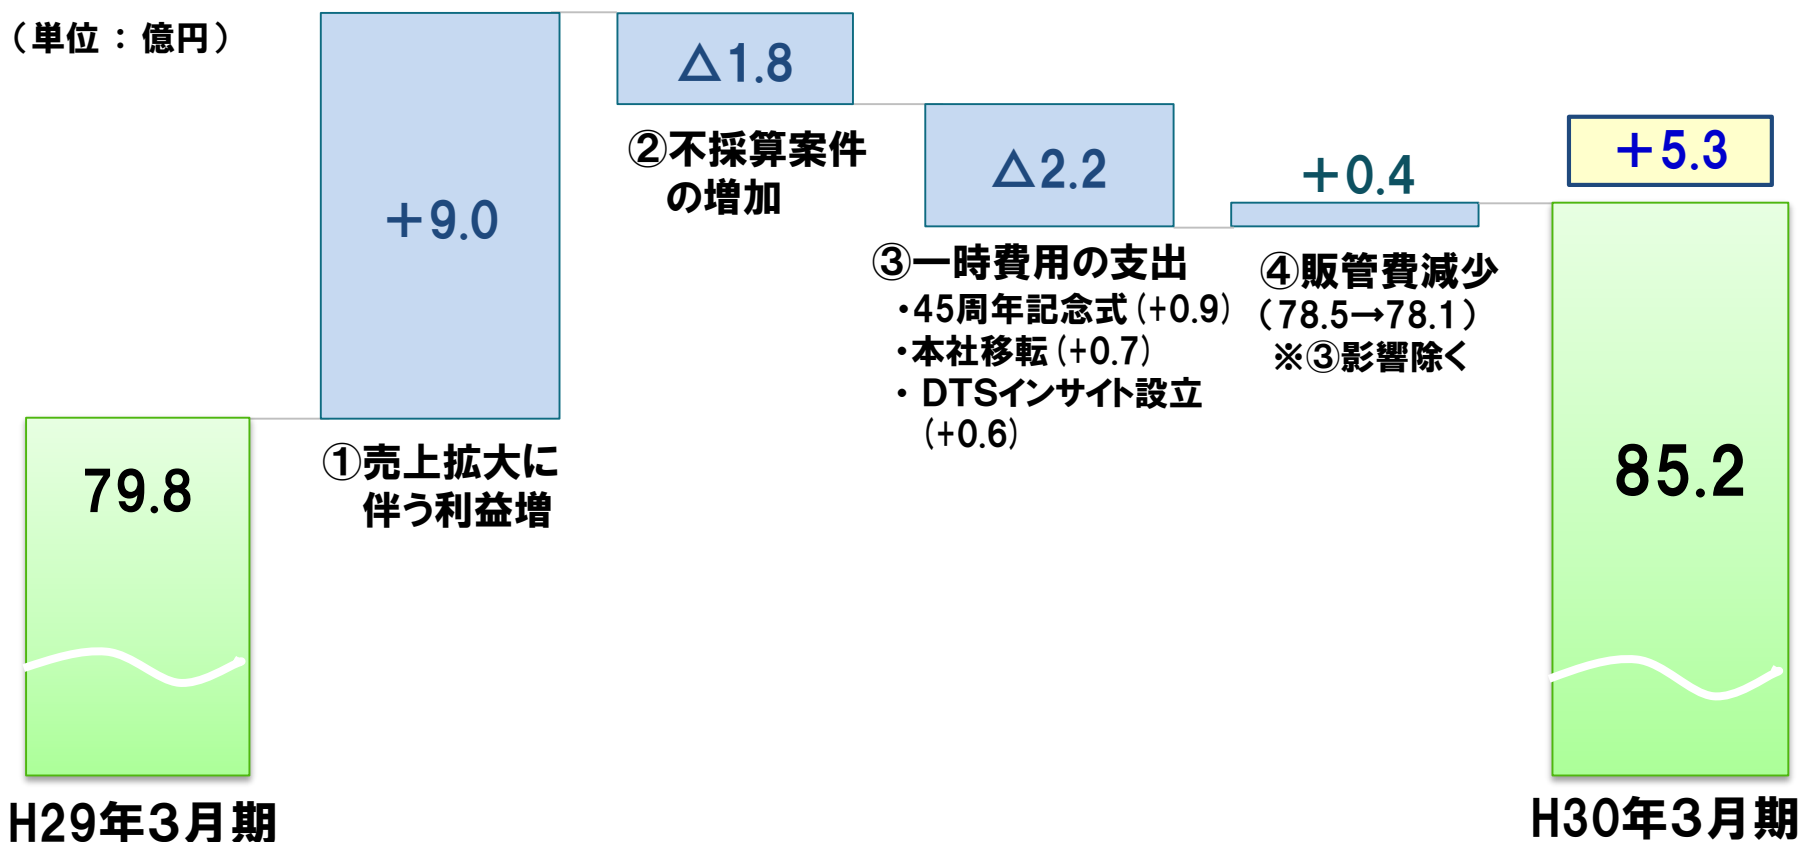 （単位：億円）
＋9.0
△1.8
②不採算案件
の増加
△2.2
＋0.4
＋5.3
③一時費用の支出
・45周年記念式(+0.9)
・本社移転(+0.7)
・DTSインサイト設立
(+0.6)
④販管費減少
（78.5→78.1）
※③影響除く
①売上拡大に
伴う利益増
79.8
85.2
H29年３月期
H30年３月期